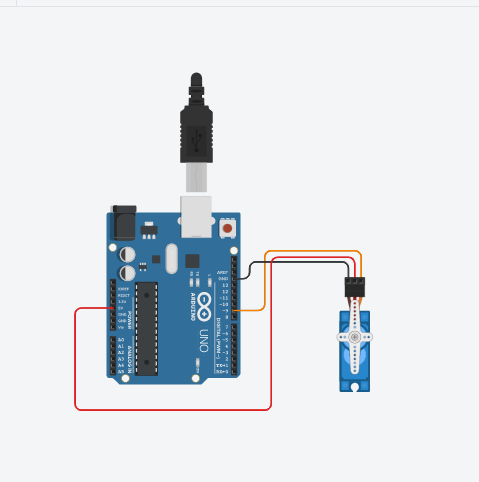 AREF
GND
13
12
~11
~10
~9
8
IOREF
RESET
3.3V
5V
GND
GND
Vin
POWER
ARDUINO
UNO
7
~6
~5
4
~3
2
TX→1
RX←0
DIGITAL (PWM~)
A0
A1
A2
A3
A4
A5
ANALOG IN
TX
RX
L